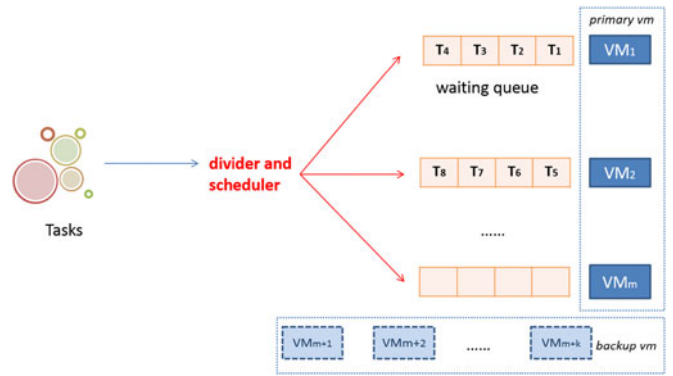 primary vm
T4 T3 T2 T1 VM1
waiting queue
divider and
scheduler
T8 T7 T6 T5 VM2
Tasks
......
VMm
VMm+1 VMm+2 ...... VMm+k backup vm